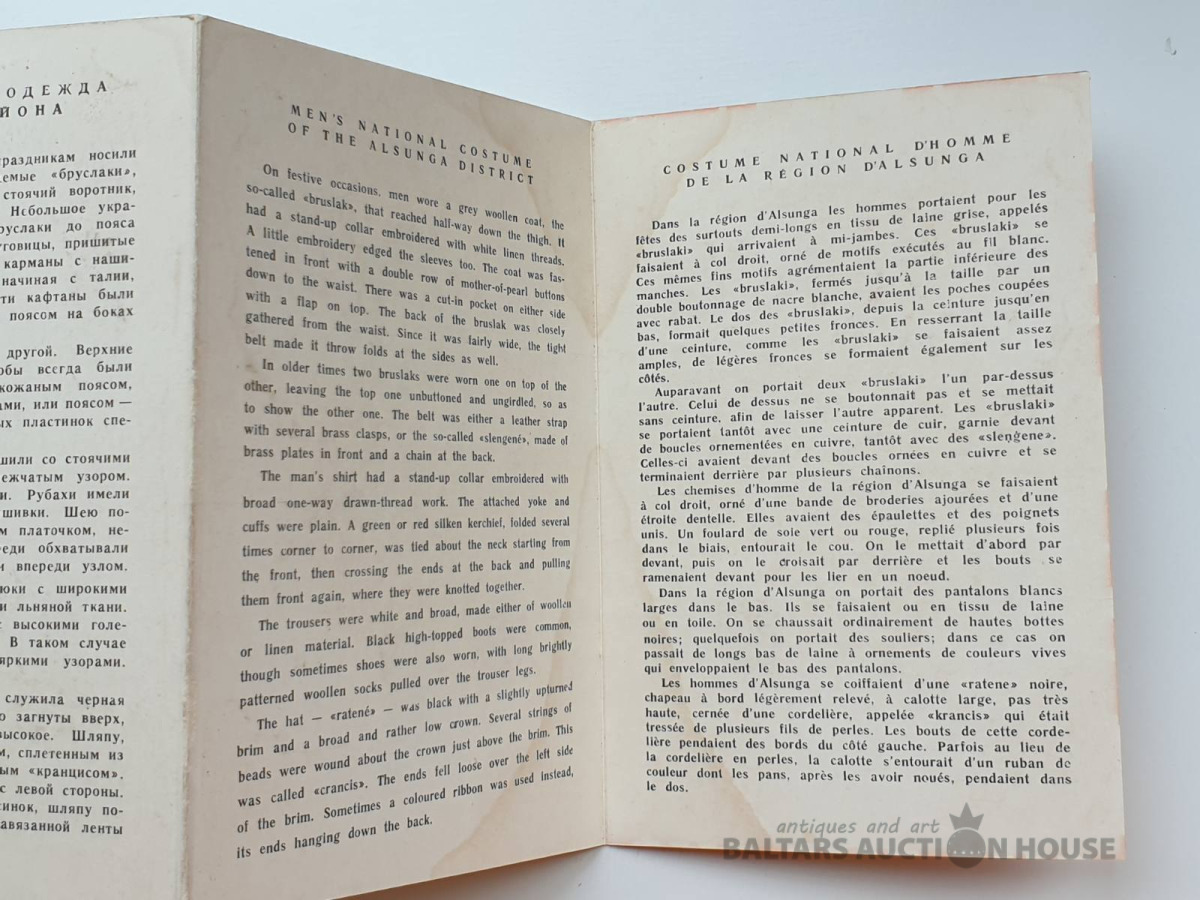 ОДЕЖДА
ЙОНА
раздникам носили
емые «бруслаки»,
стоячий воротник,
Небольшое укра-
руслаки до пояса
уговицы, пришитые
карманы с наши-
начиная с талии,
ти кафтаны были
поясом на боках
другой. Верхние
обы всегда были
кожаным поясом,
ами, или поясом —
ых пластинок спе-
шили со стоячими
ежчатым узором.
и. Рубахи имели
шивки. Шею по-
м платочком, не-
реди обхватывали
и впереди узлом.
юки с широкими
и льняной ткани.
с высокими голе-
В таком случае
яркими узорами.
служила черная
о загнуты вверх,
высокое. Шляпу,
м, сплетенным из
ым «кранцисом».
с левой стороны.
синок, шляпу по-
авязанной ленты
MEN'S NATIONAL COSTUME
OF THE ALSUNGA DISTRICT
On festive occasions, men wore a grey woollen coat, the
so-called «bruslak», that reached half-way down the thigh. It
had a stand-up collar embroidered with white linen threads.
A little embroidery edged the sleeves too. The coat was fas-
tened in front with a double row of mother-of-pearl buttons
down to the waist. There was a cut-in pocket on either side
with a flap on top. The back of the bruslak was closely
gathered from the waist. Since it was fairly wide, the tight
belt made it throw folds at the sides as well.
In older times two bruslaks were worn one on top of the
other, leaving the top one unbuttoned and ungirdled, so as
to show the other one. The belt was either a leather strap
with several brass clasps, or the so-called «slengené», made of
brass plates in front and a chain at the back.
The man's shirt had a stand-up collar embroidered with
broad one-way drawn-thread work. The attached yoke and
cuffs were plain. A green or red silken kerchief, folded several
times corner to corner, was tied about the neck starting from
the front, then crossing the ends at the back and pulling
them front again, where they were knotted together.
The trousers were white and broad, made either of woollen
or linen material. Black high-topped boots were common,
though sometimes shoes were also worn, with long brightly
patterned woollen socks pulled over the trouser legs.
The hat — «ratené» — was black with a slightly upturned
brim and a broad and rather low crown. Several strings of
beads were wound about the crown just above the brim. This
was called «crancis». The ends fell loose over the left side
of the brim. Sometimes a coloured ribbon was used instead,
its ends hanging down the back.
COSTUME NATIONAL D'HOMME
DE LA RÉGION D'ALSUNGA
Dans la région d'Alsunga les hommes portaient pour les
fêtes des surtouts demi-longs en tissu de laine grise, appelés
«bruslaki» qui arrivaient à mi-jambes. Ces «bruslaki» se
faisaient à col droit, orné de motifs exécutés au fil blanc.
Ces mêmes fins motifs agrémentaient la partie inférieure des
manches. Les «bruslaki», fermés jusqu'à la taille par un
double boutonnage de nacre blanche, avaient les poches coupées
avec rabat. Le dos des «bruslaki», depuis la ceinture jusqu'en
bas, formait quelques petites fronces. En resserrant la taille
d'une ceinture, comme les «bruslaki» se faisaient assez
amples, de légères fronces se formaient également sur les
côtés.
Auparavant on portait deux «bruslaki» l'un par-dessus
l'autre. Celui de dessus ne se boutonnait pas et se mettait
sans ceinture, afin de laisser l'autre apparent. Les «bruslaki»
se portaient tantôt avec une ceinture de cuir, garnie devant
de boucles ornementées en cuivre, tantôt avec des «slengene».
Celles-ci avaient devant des boucles ornées en cuivre et se
terminaient derrière par plusieurs chaînons.
Les chemises d'homme de la région d'Alsunga se faisaient
à col droit, orné d'une bande de broderies ajourées et d'une
étroite dentelle. Elles avaient des épaulettes et des poignets
unis. Un foulard de soie vert ou rouge, replié plusieurs fois
dans le biais, entourait le cou. On le mettait d'abord par
devant, puis on le croisait par derrière et les bouts se
ramenaient devant pour les lier en un noeud.
Dans la région d'Alsunga on portait des pantalons blancs
larges dans le bas. Ils se faisaient ou en tissu de laine
ou en toile. On se chaussait ordinairement de hautes bottes
noires; quelquefois on portait des souliers; dans ce cas on
passait de longs bas de laine à ornements de couleurs vives
qui enveloppaient le bas des pantalons.
Les hommes d'Alsunga se coiffaient d'une «ratene» noire,
chapeau à bord légèrement relevé, à calotte large, pas très
haute, cernée d'une cordelière, appelée «krancis» qui était
tressée de plusieurs fils de perles. Les bouts de cette corde-
lière pendaient des bords du côté gauche. Parfois au lieu de
la cordelière en perles, la calotte s'entourait d'un ruban de
couleur dont les pans, après les avoir noués, pendaient dans
le dos.
antiques and art
BALTARS AUCTION HOUSE